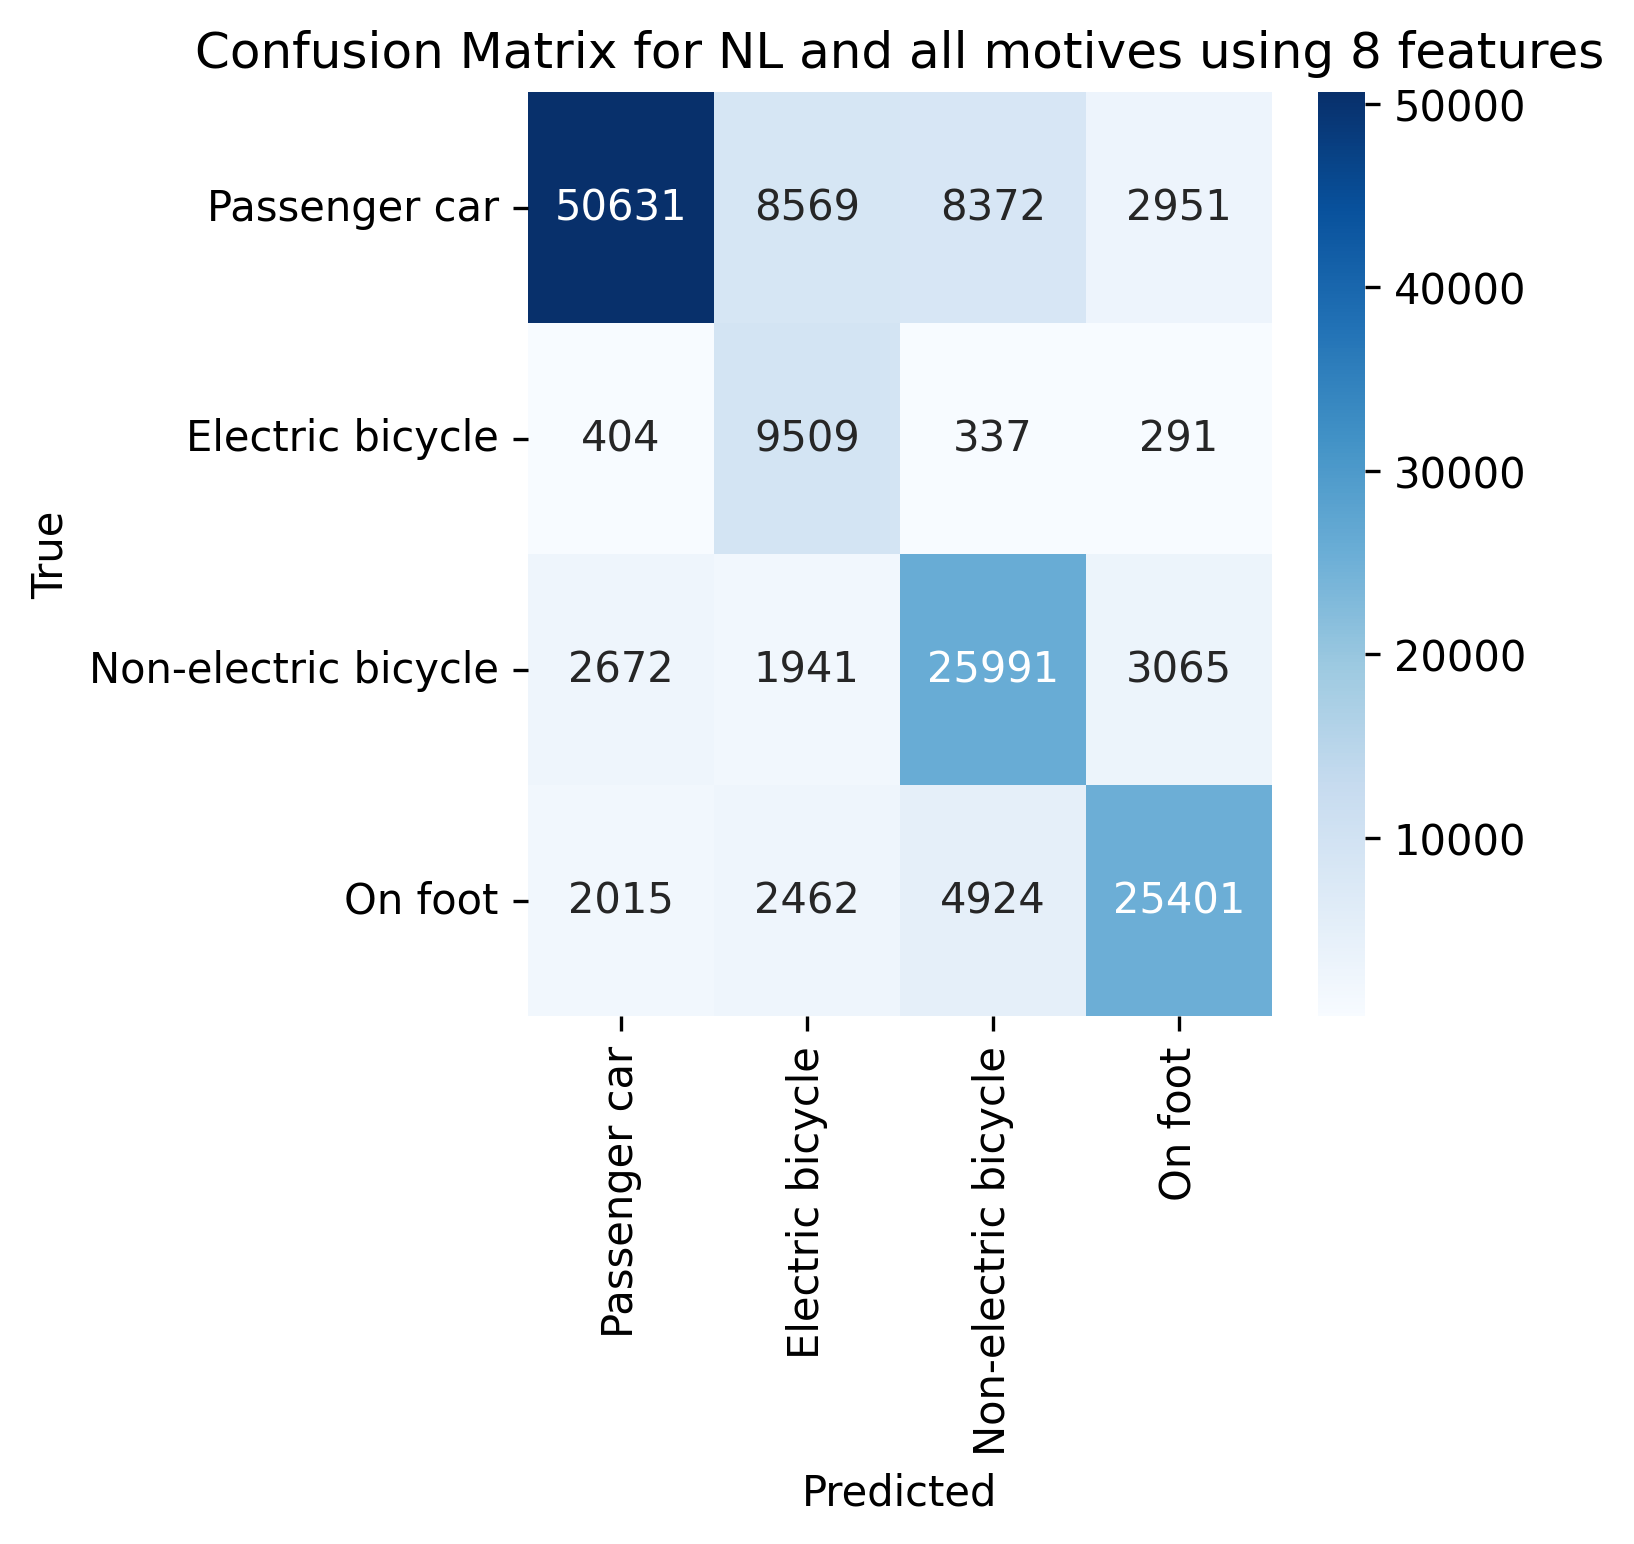 Confusion Matrix for NL and all motives using 8 features
Passenger car 50631 8569 8372 2951
Electric bicycle 404 9509 337 291
Non-electric bicycle 2672 1941 25991 3065
On foot 2015 2462 4924 25401
True
Passenger car
Electric bicycle
Non-electric bicycle
On foot
Predicted
50000
40000
30000
20000
10000